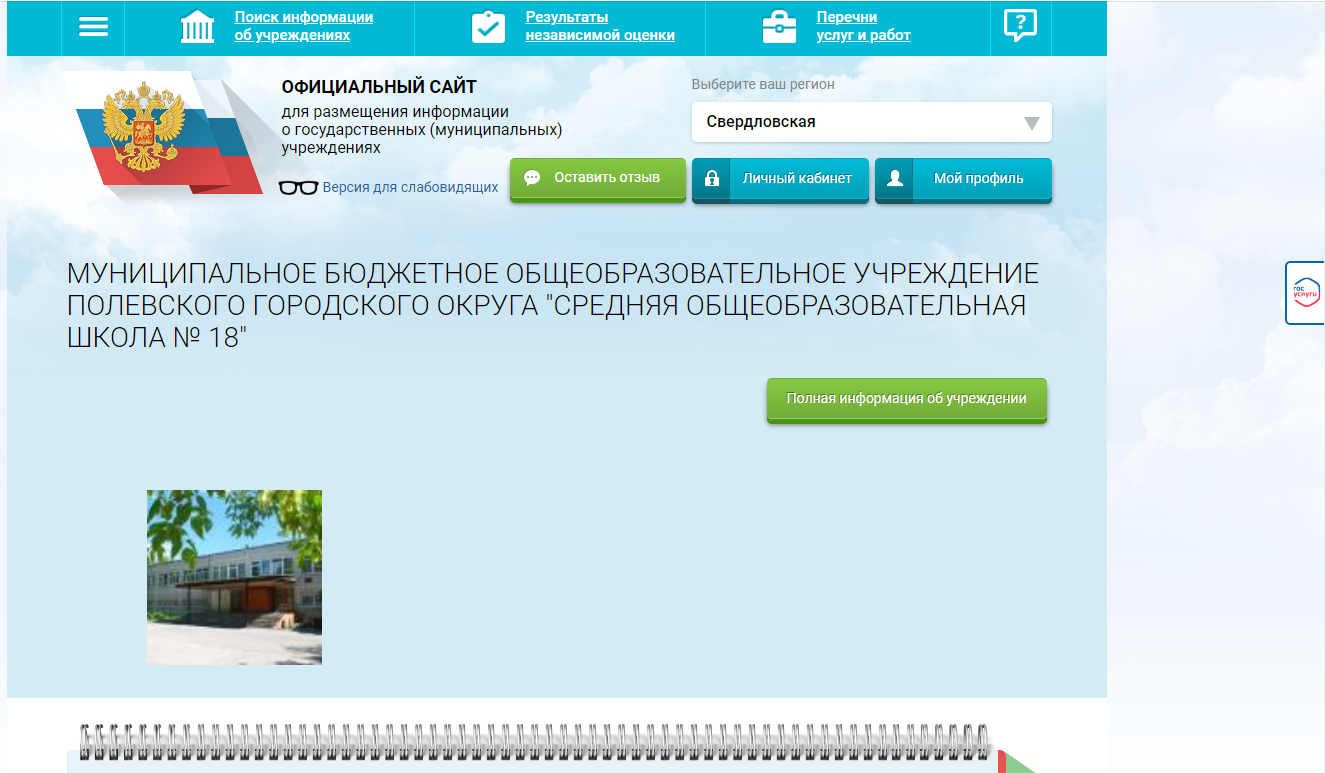 Поиск информации
об учреждениях
Результаты
независимой оценки
Перечни
услуг и работ
?
ОФИЦИАЛЬНЫЙ САЙТ
для размещения информации
о государственных (муниципальных)
учреждениях
Версия для слабовидящих
Выберите ваш регион
Свердловская
Оставить отзыв
Личный кабинет
Мой профиль
МУНИЦИПАЛЬНОЕ БЮДЖЕТНОЕ ОБЩЕОБРАЗОВАТЕЛЬНОЕ УЧРЕЖДЕНИЕ
ПОЛЕВСКОГО ГОРОДСКОГО ОКРУГА "СРЕДНЯЯ ОБЩЕОБРАЗОВАТЕЛЬНАЯ
ШКОЛА № 18"
гос
услуги
Полная информация об учреждении